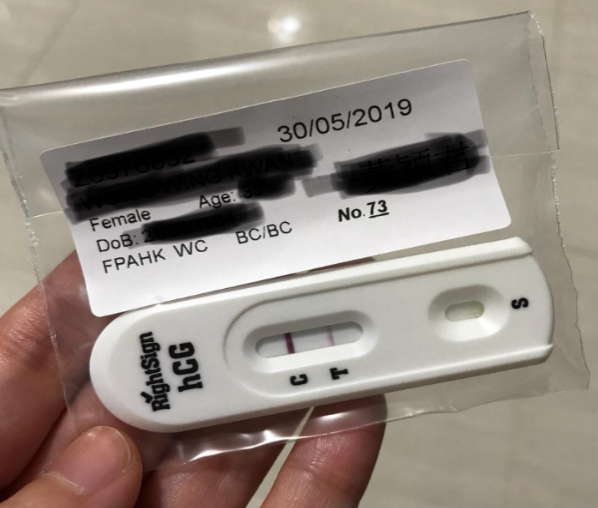 30/05/2019
Female Age:
DoB:
No.73
FPAHK WC BC/BC
RightSign
hCG
C
T
S